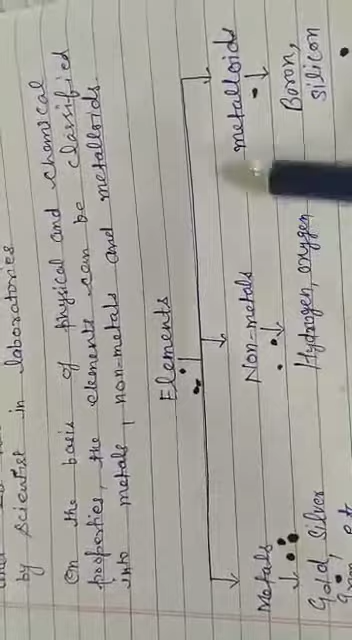 by scientist in laboratories
On the basis of physical and chemical
properties, the elements can be classified
into metals, non-metals and metalloids.
Elements
Metals Non-metals metalloids
Gold, Silver Hydrogen, oxygen Boron,
Silicon